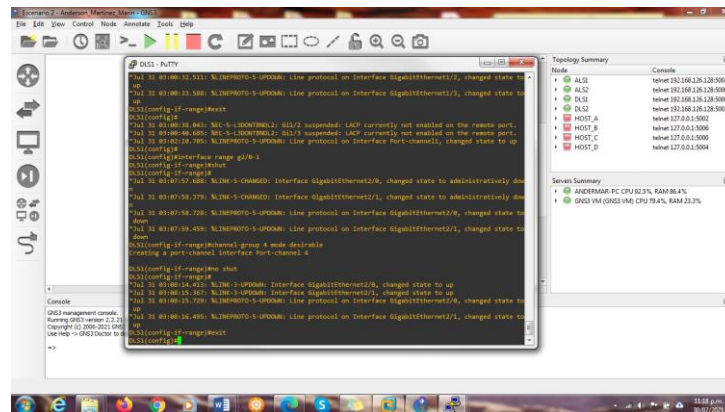 Escenario 2 - Anderson_Martinez_Marin - GNS3
File Edit View Control Node Annotate Tools Help
DLS1 - PuTTY
*Jul 31 03:00:32.511: %LINEPROTO-5-UPDOWN: Line protocol on Interface GigabitEthernet1/2, changed state to
up
*Jul 31 03:00:33.588: %LINEPROTO-5-UPDOWN: Line protocol on Interface GigabitEthernet1/3, changed state to
up
DLS1(config-if-range)#exit
DLS1(config)#
*Jul 31 03:00:38.043: %EC-5-L3DONTBNDL2: Gi1/2 suspended: LACP currently not enabled on the remote port.
*Jul 31 03:00:40.605: %EC-5-L3DONTBNDL2: Gi1/3 suspended: LACP currently not enabled on the remote port.
*Jul 31 03:02:10.705: %LINEPROTO-5-UPDOWN: Line protocol on Interface Port-channel1, changed state to up
DLS1(config)#
DLS1(config)#interface range g2/0-1
DLS1(config-if-range)#shut
DLS1(config-if-range)#
*Jul 31 03:07:57.688: %LINK-5-CHANGED: Interface GigabitEthernet2/0, changed state to administratively dow
n
*Jul 31 03:07:58.379: %LINK-5-CHANGED: Interface GigabitEthernet2/1, changed state to administratively dow
n
*Jul 31 03:07:58.728: %LINEPROTO-5-UPDOWN: Line protocol on Interface GigabitEthernet2/0, changed state to
down
*Jul 31 03:07:59.459: %LINEPROTO-5-UPDOWN: Line protocol on Interface GigabitEthernet2/1, changed state to
down
DLS1(config-if-range)#channel-group 4 mode desirable
Creating a port-channel interface Port-channel 4
DLS1(config-if-range)#no shut
DLS1(config-if-range)#
*Jul 31 03:08:14.413: %LINK-3-UPDOWN: Interface GigabitEthernet2/0, changed state to up
*Jul 31 03:08:15.367: %LINK-3-UPDOWN: Interface GigabitEthernet2/1, changed state to up
*Jul 31 03:08:15.729: %LINEPROTO-5-UPDOWN: Line protocol on Interface GigabitEthernet2/0, changed state to
up
*Jul 31 03:08:16.495: %LINEPROTO-5-UPDOWN: Line protocol on Interface GigabitEthernet2/1, changed state to
up
DLS1(config-if-range)#exit
DLS1(config)#
Topology Summary
Node Console
ALS1 telnet 192.168.126.128:500
ALS2 telnet 192.168.126.128:500
DLS1 telnet 192.168.126.128:500
DLS2 telnet 192.168.126.128:500
HOST_A telnet 127.0.0.1:5002
HOST_B telnet 127.0.0.1:5006
HOST_C telnet 127.0.0.1:5000
HOST_D telnet 127.0.0.1:5004
Servers Summary
ANDERMAR-PC CPU 92.5%, RAM 86.4%
GNS3 VM (GNS3 VM) CPU 79.4%, RAM 23.3%
Console
GNS3 management console.
Running GNS3 version 2.2.21
Copyright (c) 2006-2021 GNS3
Use Help -> GNS3 Doctor to d
=>
11:18 p.m.
30/07/20